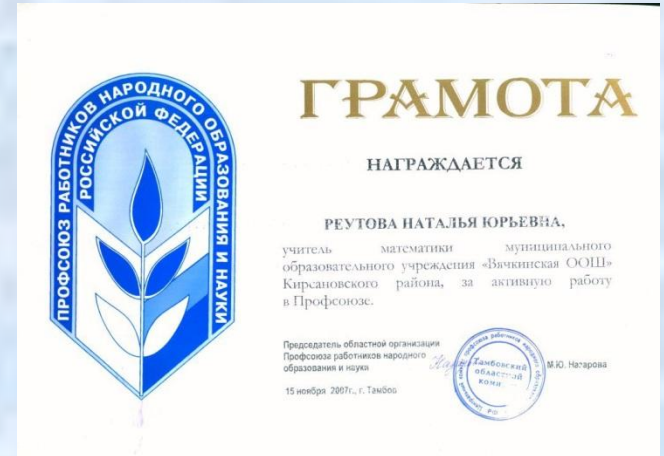 ПРОФСОЮЗ РАБОТНИКОВ НАРОДНОГО ОБРАЗОВАНИЯ И НАУКИ
РОССИЙСКОЙ ФЕДЕРАЦИИ
ГРАМОТА
НАГРАЖДАЕТСЯ
РЕУТОВА НАТАЛЬЯ ЮРЬЕВНА,
учитель математики муниципального
образовательного учреждения «Вячкинская ООШ»
Кирсановского района, за активную работу
в Профсоюзе.
Председатель областной организации
Профсоюза работников народного
образования и науки
М.Ю. Назарова
15 ноября 2007г., г. Тамбов
Тамбовский
областной